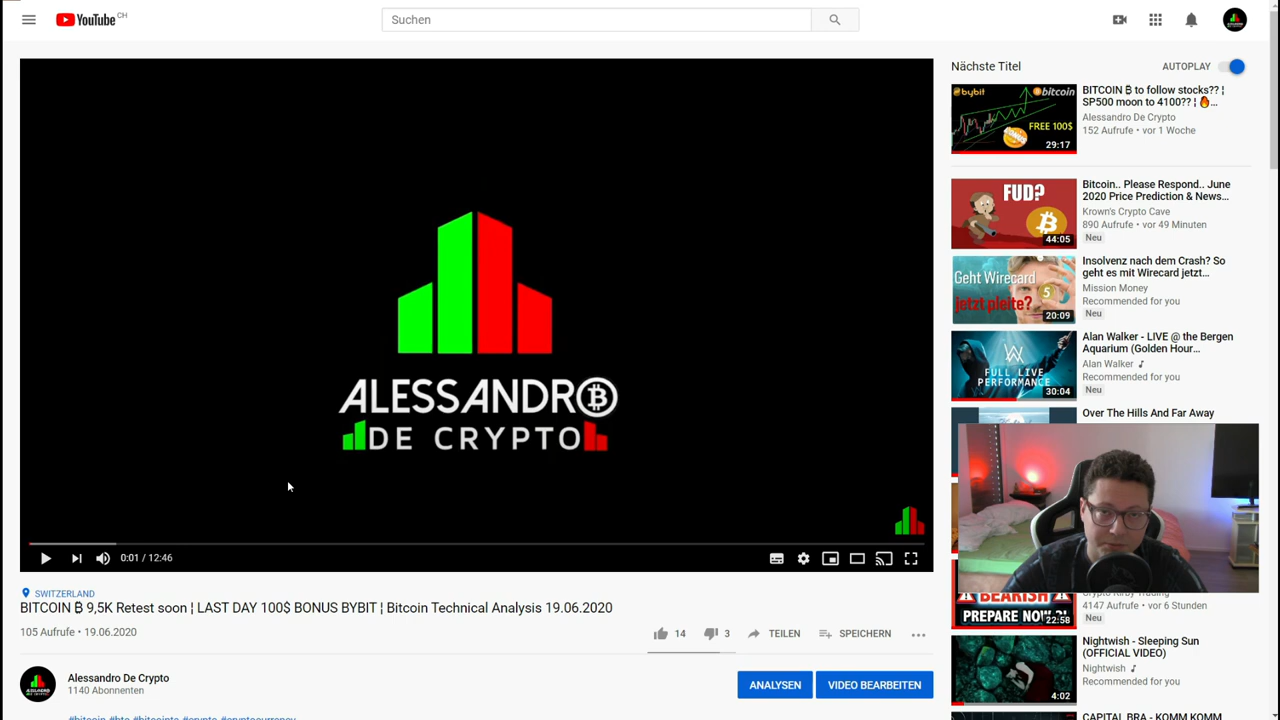 YouTube CH
Suchen
ALESSANDRO
DE CRYPTO
0:01 / 12:46
SWITZERLAND
BITCOIN ₿ 9,5K Retest soon ¦ LAST DAY 100$ BONUS BYBIT ¦ Bitcoin Technical Analysis 19.06.2020
105 Aufrufe • 19.06.2020
14
3
TEILEN
SPEICHERN
Alessandro De Crypto
1140 Abonnenten
ANALYSEN
VIDEO BEARBEITEN
#bitcoin #btc #bitcointa #crypto #cryptocurrency
Nächste Titel
AUTOPLAY
bybit
bitcoin
FREE 100$
29:17
BITCOIN ₿ to follow stocks?? ¦
SP500 moon to 4100?? ¦ 🔥...
Alessandro De Crypto
152 Aufrufe • vor 1 Woche
FUD?
44:05
Bitcoin.. Please Respond.. June
2020 Price Prediction & News...
Krown's Crypto Cave
890 Aufrufe • vor 49 Minuten
Neu
Geht Wirecard
jetzt pleite?
5
20:09
Insolvenz nach dem Crash? So
geht es mit Wirecard jetzt...
Mission Money
Recommended for you
Neu
FULL LIVE
PERFORMANCE
30:04
Alan Walker - LIVE @ the Bergen
Aquarium (Golden Hour...
Alan Walker
Recommended for you
Neu
Over The Hills And Far Away
BEARISH
PREPARE NOW
22:58
4147 Aufrufe • vor 6 Stunden
Neu
4:02
Nightwish - Sleeping Sun
(OFFICIAL VIDEO)
Nightwish
Recommended for you
CAPITAL BRA - KOMM KOMM